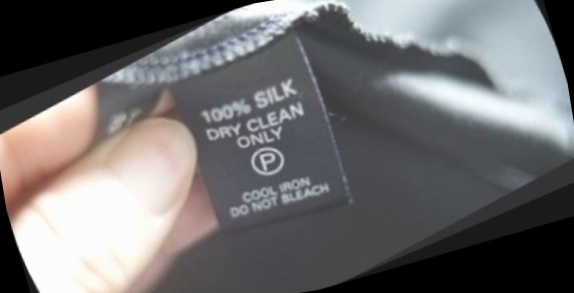 100% SILK
DRY CLEAN
ONLY
P
COOL IRON
DO NOT BLEACH